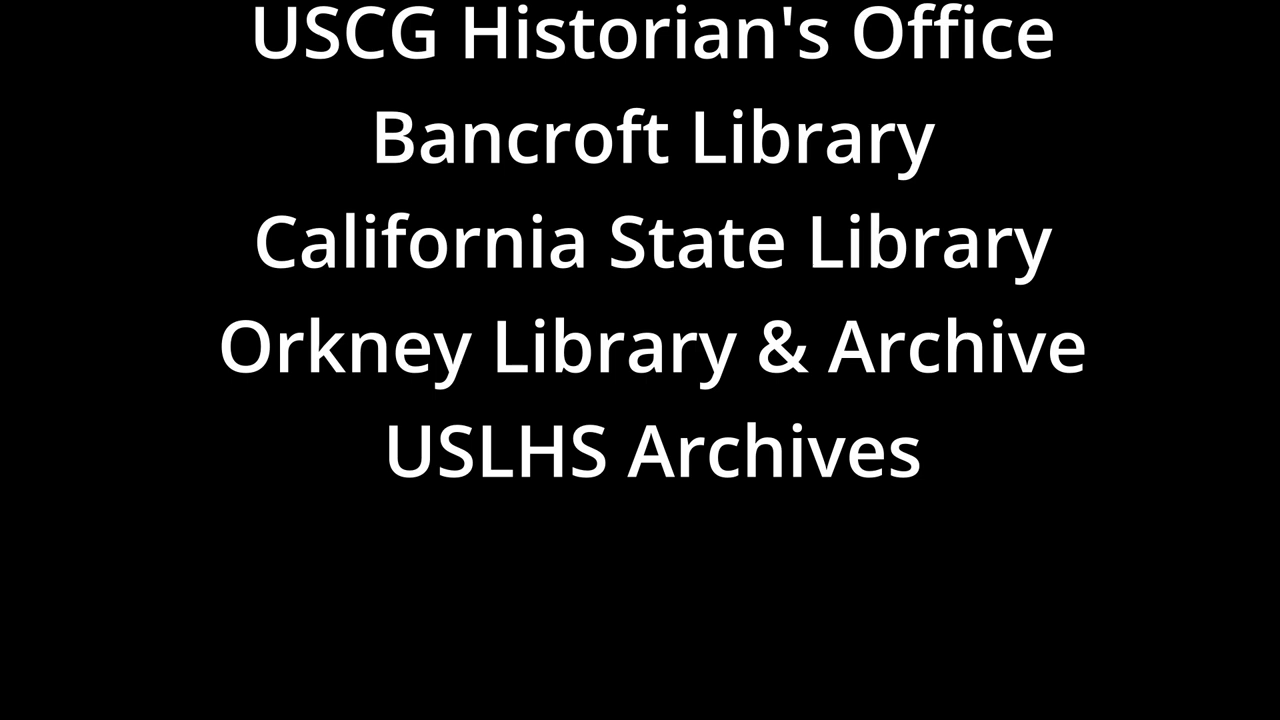 USCG Historian's Office
Bancroft Library
California State Library
Orkney Library & Archive
USLHS Archives